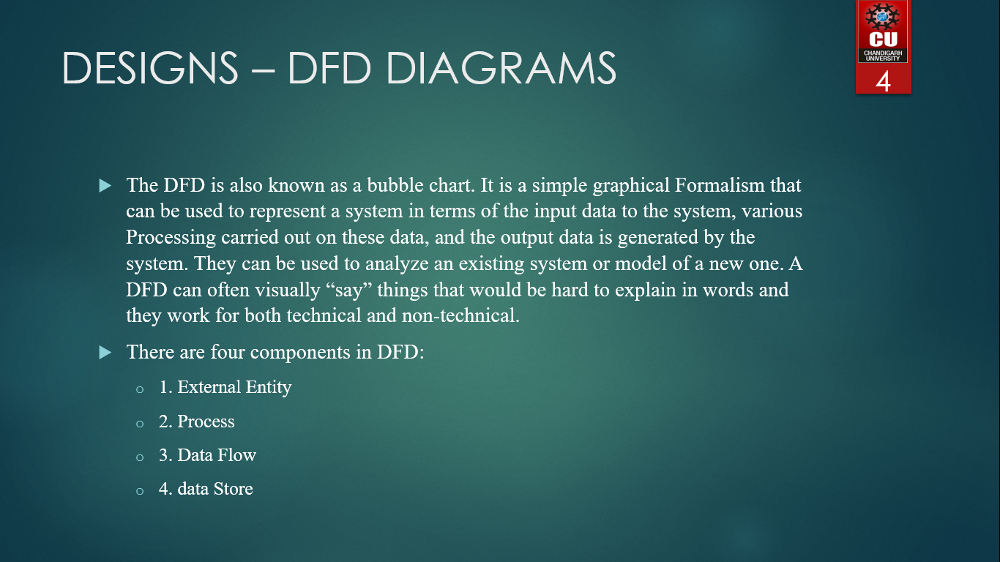 DESIGNS – DFD DIAGRAMS
CU
CHANDIGARH
UNIVERSITY
4
The DFD is also known as a bubble chart. It is a simple graphical Formalism that
can be used to represent a system in terms of the input data to the system, various
Processing carried out on these data, and the output data is generated by the
system. They can be used to analyze an existing system or model of a new one. A
DFD can often visually “say” things that would be hard to explain in words and
they work for both technical and non-technical.
There are four components in DFD:
1. External Entity
2. Process
3. Data Flow
4. data Store